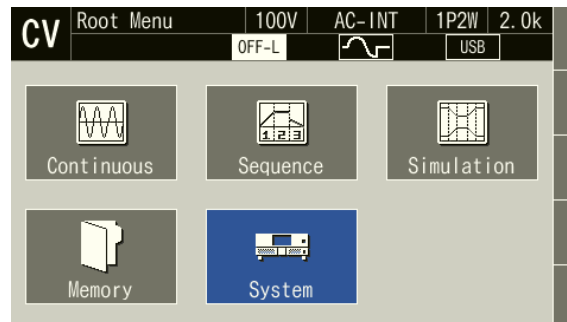 CV Root Menu 100V AC-INT 1P2W 2.0k
OFF-L USB
1 2 3
Continuous Sequence Simulation
Memory System